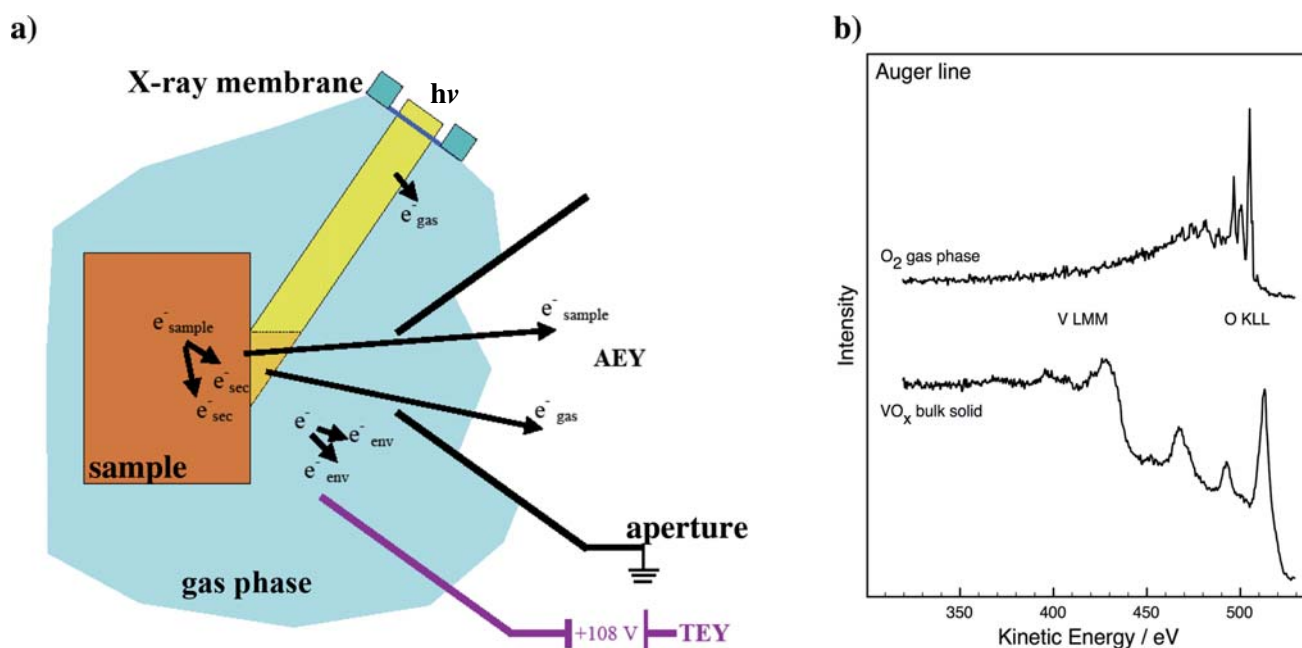 a)
X-ray membrane
hν
e⁻gas
e⁻sample
e⁻sec
e⁻sec
sample
e⁻sample
AEY
e⁻gas
e⁻
e⁻env
e⁻env
aperture
gas phase
+108 V
TEY
b)
Auger line
O₂ gas phase
V LMM O KLL
VOₓ bulk solid
Intensity
350 400 450 500
Kinetic Energy / eV